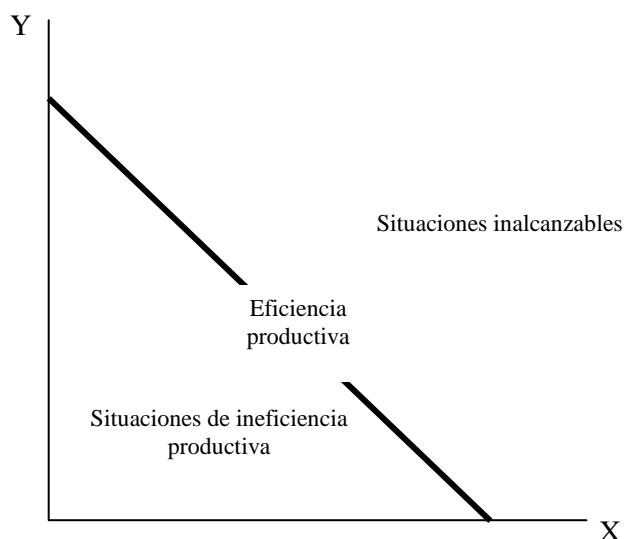 Y
Situaciones inalcanzables
Eficiencia
productiva
Situaciones de ineficiencia
productiva
X